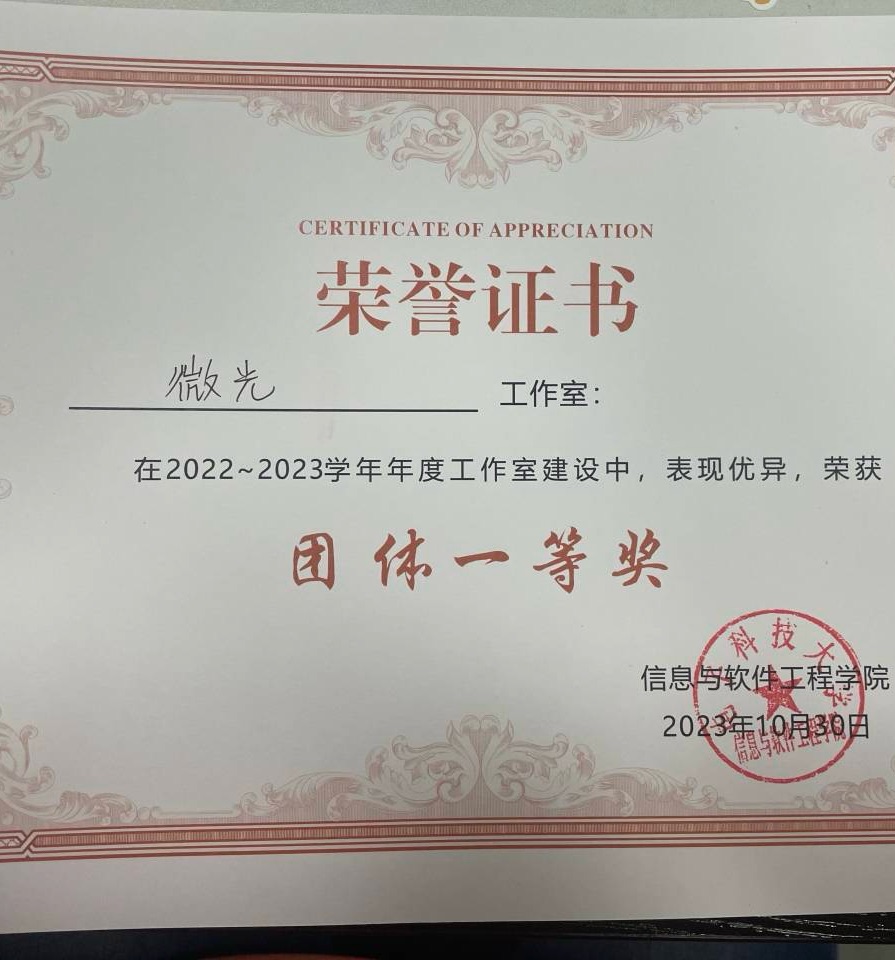 CERTIFICATE OF APPRECIATION
荣誉证书
微光 工作室：
在2022~2023学年年度工作室建设中，表现优异，荣获
团体一等奖
信息与软件工程学院
2023年10月30日
科技大学
信息与软件工程学院